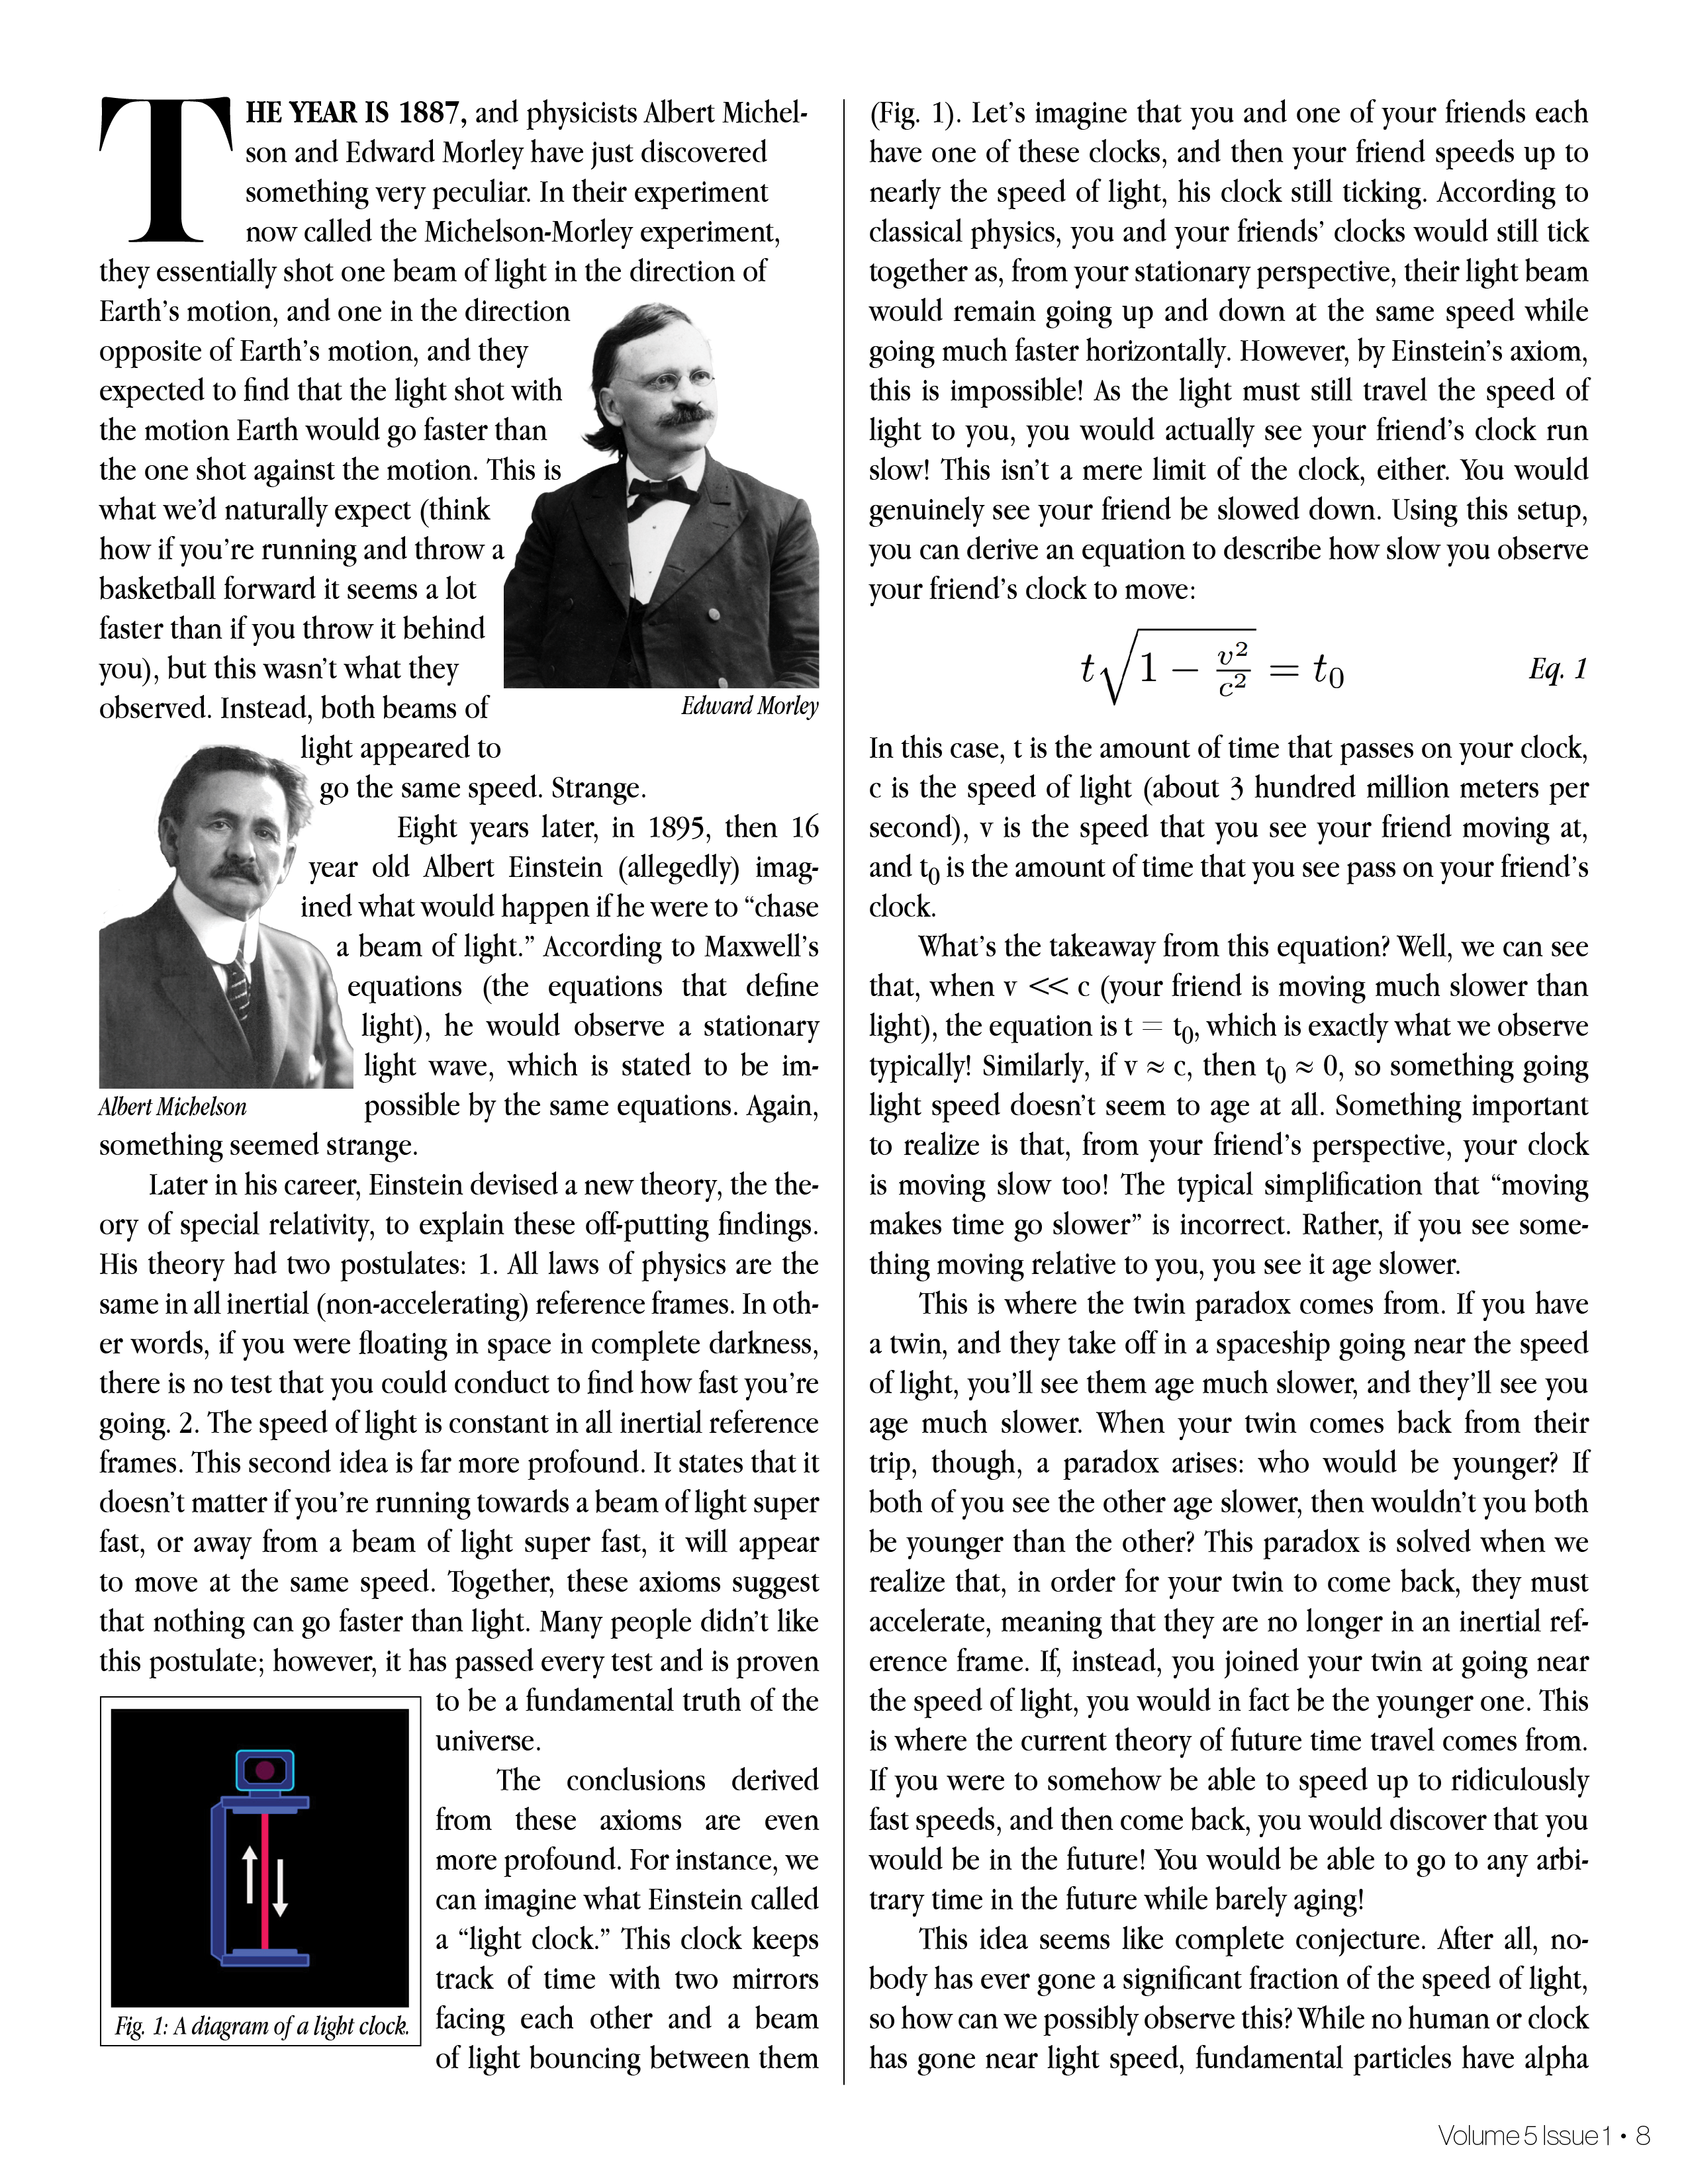 THE YEAR IS 1887, and physicists Albert Michel-
son and Edward Morley have just discovered
something very peculiar. In their experiment
now called the Michelson-Morley experiment,
they essentially shot one beam of light in the direction of
Earth's motion, and one in the direction
opposite of Earth's motion, and they
expected to find that the light shot with
the motion Earth would go faster than
the one shot against the motion. This is
what we'd naturally expect (think
how if you're running and throw a
basketball forward it seems a lot
faster than if you throw it behind
you), but this wasn't what they
observed. Instead, both beams of
Edward Morley
light appeared to
go the same speed. Strange.
Eight years later, in 1895, then 16
year old Albert Einstein (allegedly) imag-
ined what would happen if he were to “chase
a beam of light.” According to Maxwell's
equations (the equations that define
light), he would observe a stationary
light wave, which is stated to be im-
possible by the same equations. Again,
Albert Michelson
something seemed strange.
Later in his career, Einstein devised a new theory, the the-
ory of special relativity, to explain these off-putting findings.
His theory had two postulates: 1. All laws of physics are the
same in all inertial (non-accelerating) reference frames. In oth-
er words, if you were floating in space in complete darkness,
there is no test that you could conduct to find how fast you're
going. 2. The speed of light is constant in all inertial reference
frames. This second idea is far more profound. It states that it
doesn't matter if you're running towards a beam of light super
fast, or away from a beam of light super fast, it will appear
to move at the same speed. Together, these axioms suggest
that nothing can go faster than light. Many people didn't like
this postulate; however, it has passed every test and is proven
to be a fundamental truth of the
universe.
The conclusions derived
from these axioms are even
more profound. For instance, we
can imagine what Einstein called
a “light clock.” This clock keeps
track of time with two mirrors
facing each other and a beam
of light bouncing between them
Fig. 1: A diagram of a light clock.
(Fig. 1). Let's imagine that you and one of your friends each
have one of these clocks, and then your friend speeds up to
nearly the speed of light, his clock still ticking. According to
classical physics, you and your friends' clocks would still tick
together as, from your stationary perspective, their light beam
would remain going up and down at the same speed while
going much faster horizontally. However, by Einstein's axiom,
this is impossible! As the light must still travel the speed of
light to you, you would actually see your friend's clock run
slow! This isn't a mere limit of the clock, either. You would
genuinely see your friend be slowed down. Using this setup,
you can derive an equation to describe how slow you observe
your friend's clock to move:
t√(1 − v²/c²) = t₀ Eq. 1
In this case, t is the amount of time that passes on your clock,
c is the speed of light (about 3 hundred million meters per
second), v is the speed that you see your friend moving at,
and t₀ is the amount of time that you see pass on your friend's
clock.
What's the takeaway from this equation? Well, we can see
that, when v << c (your friend is moving much slower than
light), the equation is t = t₀, which is exactly what we observe
typically! Similarly, if v ≈ c, then t₀ ≈ 0, so something going
light speed doesn't seem to age at all. Something important
to realize is that, from your friend's perspective, your clock
is moving slow too! The typical simplification that “moving
makes time go slower” is incorrect. Rather, if you see some-
thing moving relative to you, you see it age slower.
This is where the twin paradox comes from. If you have
a twin, and they take off in a spaceship going near the speed
of light, you'll see them age much slower, and they'll see you
age much slower. When your twin comes back from their
trip, though, a paradox arises: who would be younger? If
both of you see the other age slower, then wouldn't you both
be younger than the other? This paradox is solved when we
realize that, in order for your twin to come back, they must
accelerate, meaning that they are no longer in an inertial ref-
erence frame. If, instead, you joined your twin at going near
the speed of light, you would in fact be the younger one. This
is where the current theory of future time travel comes from.
If you were to somehow be able to speed up to ridiculously
fast speeds, and then come back, you would discover that you
would be in the future! You would be able to go to any arbi-
trary time in the future while barely aging!
This idea seems like complete conjecture. After all, no-
body has ever gone a significant fraction of the speed of light,
so how can we possibly observe this? While no human or clock
has gone near light speed, fundamental particles have alpha
Volume 5 Issue 1 • 8